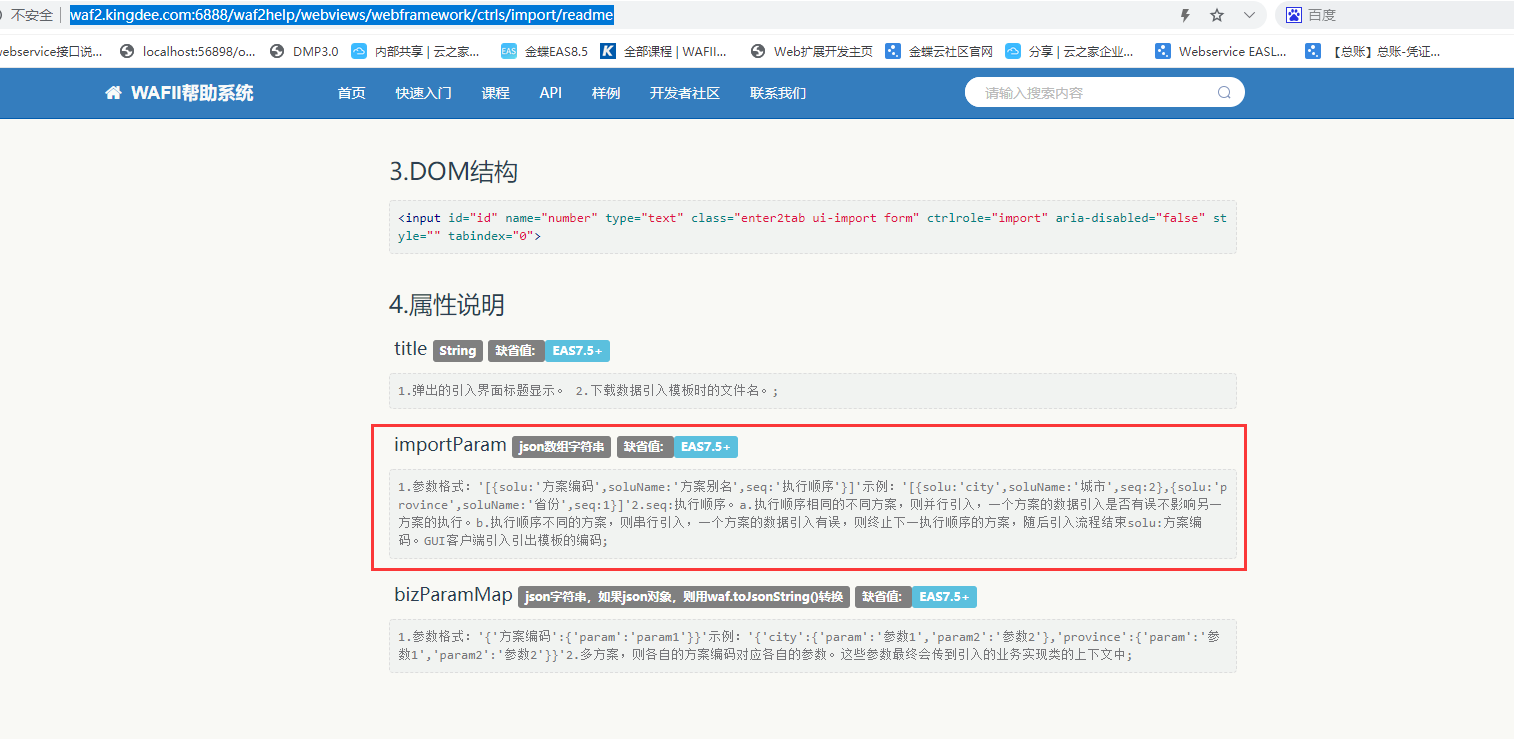 不安全 waf2.kingdee.com:6888/waf2help/webviews/webframework/ctrls/import/readme 百度
webservice接口说... localhost:56898/o... DMP3.0 内部共享 | 云之家... EAS 金蝶EAS8.5 K 全部课程 | WAFII... Web扩展开发主页 金蝶云社区官网 分享 | 云之家企业... Webservice EASL... 【总账】总账-凭证...
WAFII帮助系统 首页 快速入门 课程 API 样例 开发者社区 联系我们 请输入搜索内容
3.DOM结构
<input id="id" name="number" type="text" class="enter2tab ui-import form" ctrlrole="import" aria-disabled="false" st
yle="" tabindex="0">
4.属性说明
title String 缺省值: EAS7.5+
1.弹出的引入界面标题显示。 2.下载数据引入模板时的文件名。;
importParam json数组字符串 缺省值: EAS7.5+
1.参数格式：'[{solu:'方案编码',soluName:'方案别名',seq:'执行顺序'}]'示例：'[{solu:'city',soluName:'城市',seq:2},{solu:'p
rovince',soluName:'省份',seq:1}]'2.seq:执行顺序。a.执行顺序相同的不同方案，则并行引入，一个方案的数据引入是否有误不影响另一
方案的执行。b.执行顺序不同的方案，则串行引入，一个方案的数据引入有误，则终止下一执行顺序的方案，随后引入流程结束solu:方案编
码。GUI客户端引入引出模板的编码;
bizParamMap json字符串，如果json对象，则用waf.toJsonString()转换 缺省值: EAS7.5+
1.参数格式：'{'方案编码':{'param':'param1'}}'示例：'{'city':{'param':'参数1','param2':'参数2'},'province':{'param':'参
数1','param2':'参数2'}}'2.多方案，则各自的方案编码对应各自的参数。这些参数最终会传到引入的业务实现类的上下文中;